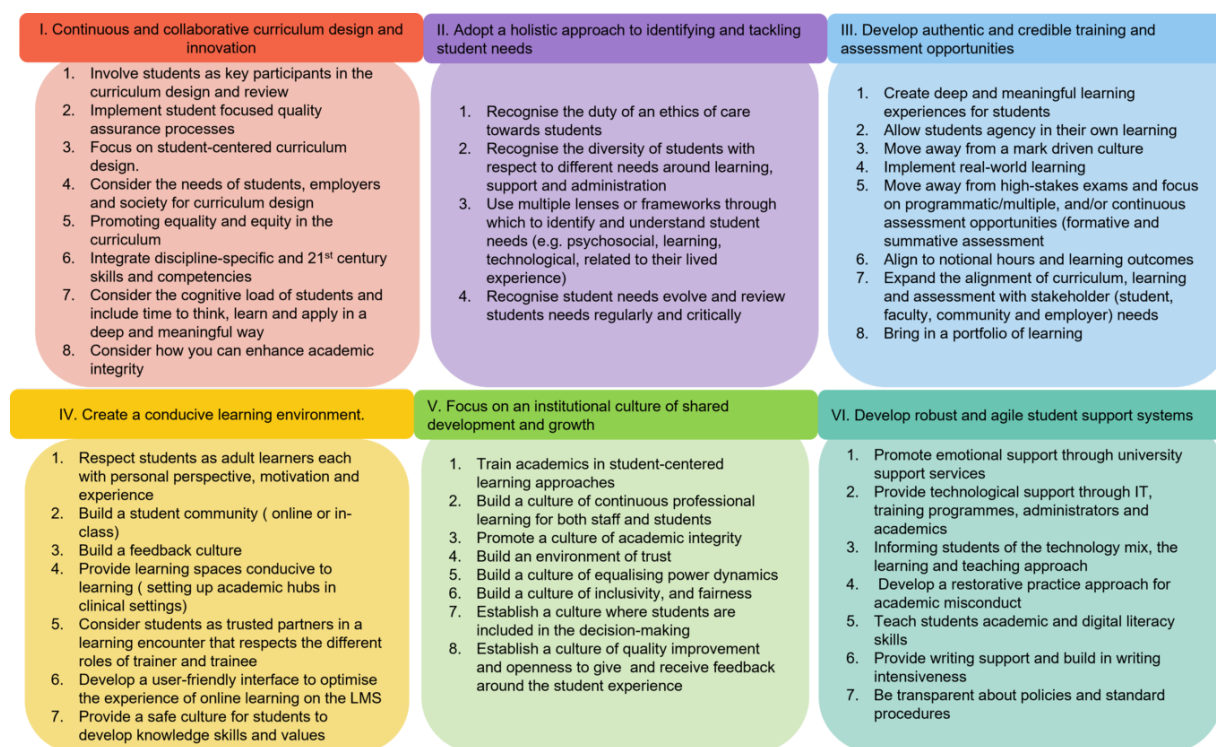 I. Continuous and collaborative curriculum design and
innovation
1. Involve students as key participants in the
curriculum design and review
2. Implement student focused quality
assurance processes
3. Focus on student-centered curriculum
design.
4. Consider the needs of students, employers
and society for curriculum design
5. Promoting equality and equity in the
curriculum
6. Integrate discipline-specific and 21st century
skills and competencies
7. Consider the cognitive load of students and
include time to think, learn and apply in a
deep and meaningful way
8. Consider how you can enhance academic
integrity
II. Adopt a holistic approach to identifying and tackling
student needs
1. Recognise the duty of an ethics of care
towards students
2. Recognise the diversity of students with
respect to different needs around learning,
support and administration
3. Use multiple lenses or frameworks through
which to identify and understand student
needs (e.g. psychosocial, learning,
technological, related to their lived
experience)
4. Recognise student needs evolve and review
students needs regularly and critically
III. Develop authentic and credible training and
assessment opportunities
1. Create deep and meaningful learning
experiences for students
2. Allow students agency in their own learning
3. Move away from a mark driven culture
4. Implement real-world learning
5. Move away from high-stakes exams and focus
on programmatic/multiple, and/or continuous
assessment opportunities (formative and
summative assessment
6. Align to notional hours and learning outcomes
7. Expand the alignment of curriculum, learning
and assessment with stakeholder (student,
faculty, community and employer) needs
8. Bring in a portfolio of learning
IV. Create a conducive learning environment.
1. Respect students as adult learners each
with personal perspective, motivation and
experience
2. Build a student community ( online or in-
class)
3. Build a feedback culture
4. Provide learning spaces conducive to
learning ( setting up academic hubs in
clinical settings)
5. Consider students as trusted partners in a
learning encounter that respects the different
roles of trainer and trainee
6. Develop a user-friendly interface to optimise
the experience of online learning on the LMS
7. Provide a safe culture for students to
develop knowledge skills and values
V. Focus on an institutional culture of shared
development and growth
1. Train academics in student-centered
learning approaches
2. Build a culture of continuous professional
learning for both staff and students
3. Promote a culture of academic integrity
4. Build an environment of trust
5. Build a culture of equalising power dynamics
6. Build a culture of inclusivity, and fairness
7. Establish a culture where students are
included in the decision-making
8. Establish a culture of quality improvement
and openness to give and receive feedback
around the student experience
VI. Develop robust and agile student support systems
1. Promote emotional support through university
support services
2. Provide technological support through IT,
training programmes, administrators and
academics
3. Informing students of the technology mix, the
learning and teaching approach
4. Develop a restorative practice approach for
academic misconduct
5. Teach students academic and digital literacy
skills
6. Provide writing support and build in writing
intensiveness
7. Be transparent about policies and standard
procedures